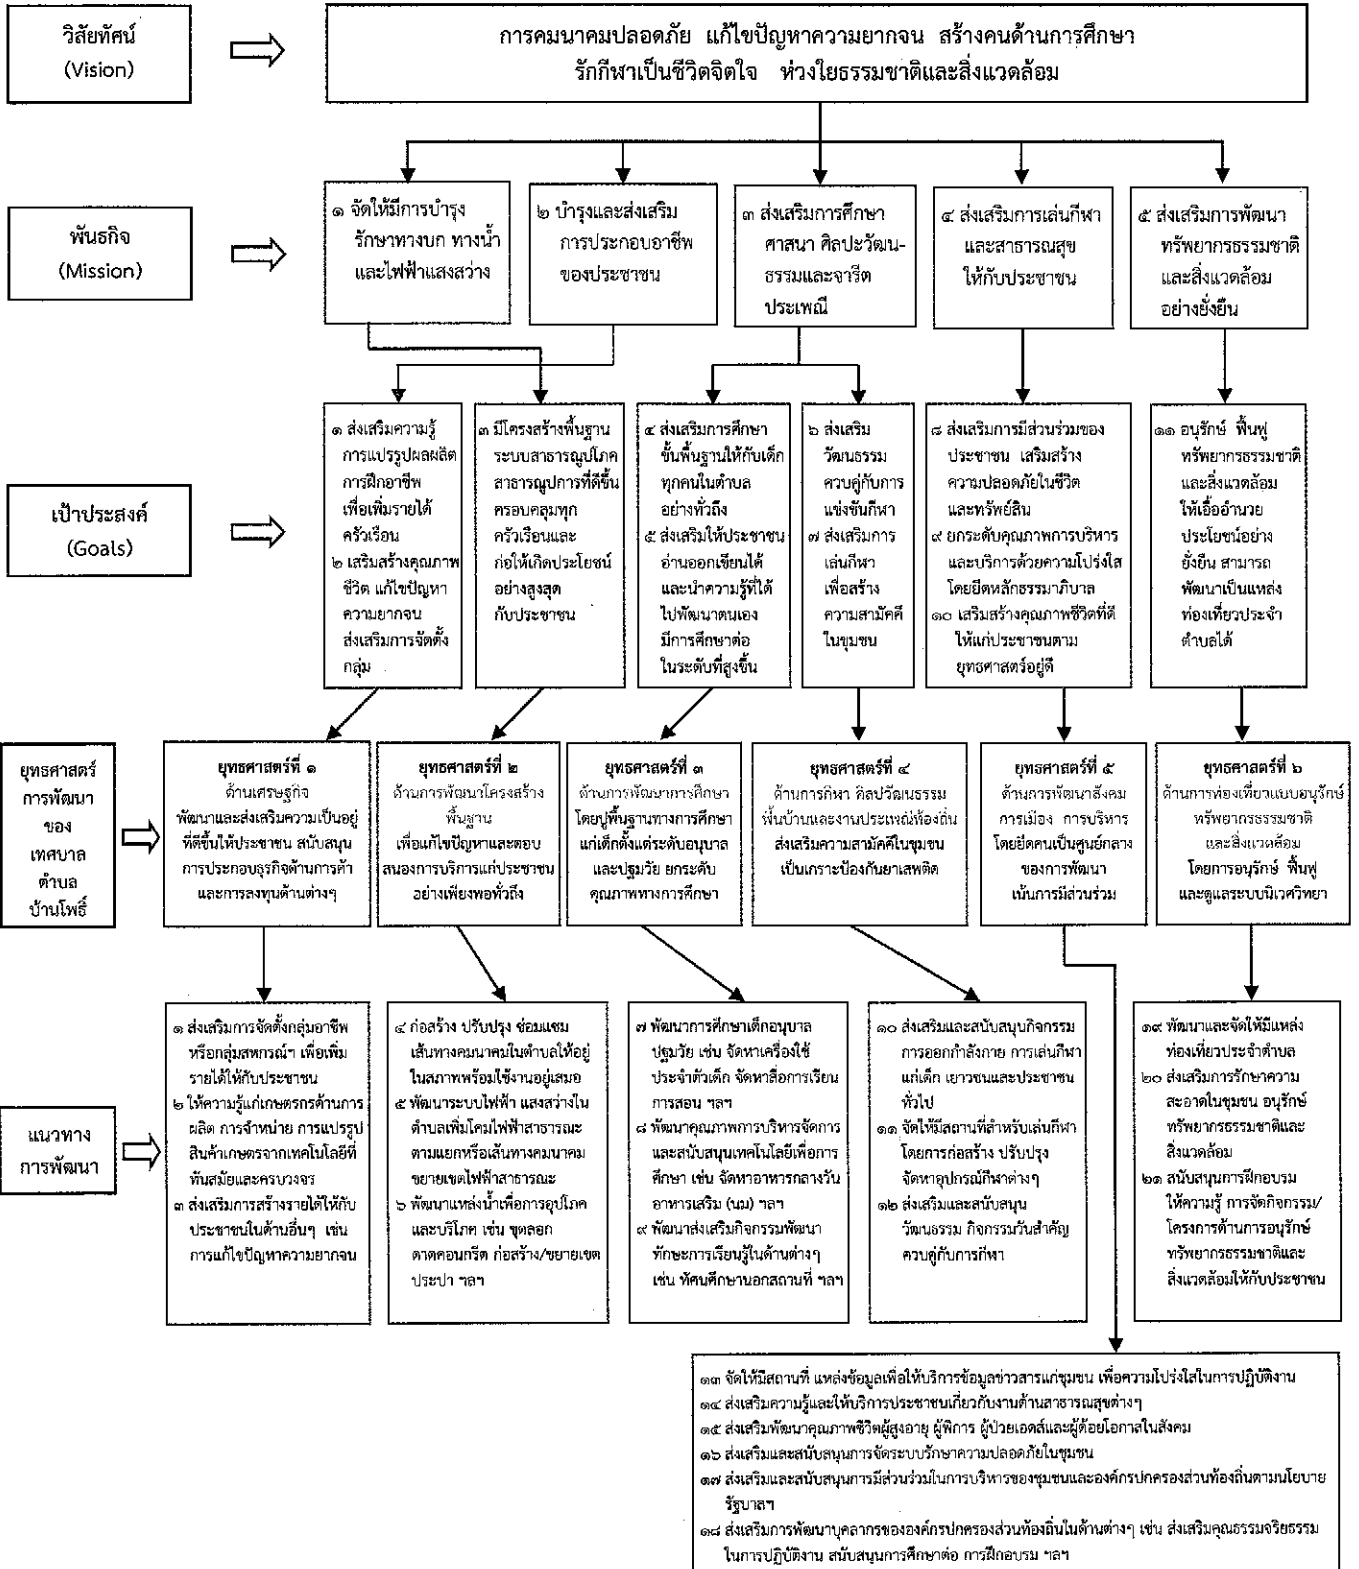 วิสัยทัศน์
(Vision)
การคมนาคมปลอดภัย แก้ไขปัญหาความยากจน สร้างคนด้านการศึกษา
รักกีฬาเป็นชีวิตจิตใจ ห่วงใยธรรมชาติและสิ่งแวดล้อม
พันธกิจ
(Mission)
๑ จัดให้มีการบำรุง
รักษาทางบก ทางน้ำ
และไฟฟ้าแสงสว่าง
๒ บำรุงและส่งเสริม
การประกอบอาชีพ
ของประชาชน
๓ ส่งเสริมการศึกษา
ศาสนา ศิลปะวัฒน-
ธรรมและจารีต
ประเพณี
๔ ส่งเสริมการเล่นกีฬา
และสาธารณสุข
ให้กับประชาชน
๕ ส่งเสริมการพัฒนา
ทรัพยากรธรรมชาติ
และสิ่งแวดล้อม
อย่างยั่งยืน
เป้าประสงค์
(Goals)
๑ ส่งเสริมความรู้
การแปรรูปผลผลิต
การฝึกอาชีพ
เพื่อเพิ่มรายได้
ครัวเรือน
๒ เสริมสร้างคุณภาพ
ชีวิต แก้ไขปัญหา
ความยากจน
ส่งเสริมการจัดตั้ง
กลุ่ม
๓ มีโครงสร้างพื้นฐาน
ระบบสาธารณูปโภค
สาธารณูปการที่ดีขึ้น
ครอบคลุมทุก
ครัวเรือนและ
ก่อให้เกิดประโยชน์
อย่างสูงสุด
กับประชาชน
๔ ส่งเสริมการศึกษา
ขั้นพื้นฐานให้กับเด็ก
ทุกคนในตำบล
อย่างทั่วถึง
๕ ส่งเสริมให้ประชาชน
อ่านออกเขียนได้
และนำความรู้ที่ได้
ไปพัฒนาตนเอง
มีการศึกษาต่อ
ในระดับที่สูงขึ้น
๖ ส่งเสริม
วัฒนธรรม
ควบคู่กับการ
แข่งขันกีฬา
๗ ส่งเสริมการ
เล่นกีฬา
เพื่อสร้าง
ความสามัคคี
ในชุมชน
๘ ส่งเสริมการมีส่วนร่วมของ
ประชาชน เสริมสร้าง
ความปลอดภัยในชีวิต
และทรัพย์สิน
๙ ยกระดับคุณภาพการบริหาร
และบริการด้วยความโปร่งใส
โดยยึดหลักธรรมาภิบาล
๑๐ เสริมสร้างคุณภาพชีวิตที่ดี
ให้แก่ประชาชนตาม
ยุทธศาสตร์อยู่ดี
๑๑ อนุรักษ์ ฟื้นฟู
ทรัพยากรธรรมชาติ
และสิ่งแวดล้อม
ให้เอื้ออำนวย
ประโยชน์อย่าง
ยั่งยืน สามารถ
พัฒนาเป็นแหล่ง
ท่องเที่ยวประจำ
ตำบลได้
ยุทธศาสตร์
การพัฒนา
ของ
เทศบาล
ตำบล
บ้านโพธิ์
ยุทธศาสตร์ที่ ๑
ด้านเศรษฐกิจ
พัฒนาและส่งเสริมความเป็นอยู่
ที่ดีขึ้นให้ประชาชน สนับสนุน
การประกอบธุรกิจด้านการค้า
และการลงทุนด้านต่างๆ
ยุทธศาสตร์ที่ ๒
ด้านการพัฒนาโครงสร้าง
พื้นฐาน
เพื่อแก้ไขปัญหาและตอบ
สนองการบริการแก่ประชาชน
อย่างเพียงพอทั่วถึง
ยุทธศาสตร์ที่ ๓
ด้านการพัฒนาการศึกษา
โดยปูพื้นฐานทางการศึกษา
แก่เด็กตั้งแต่ระดับอนุบาล
และปฐมวัย ยกระดับ
คุณภาพทางการศึกษา
ยุทธศาสตร์ที่ ๔
ด้านการกีฬา ศิลปวัฒนธรรม
พื้นบ้านและงานประเพณีท้องถิ่น
ส่งเสริมความสามัคคีในชุมชน
เป็นเกราะป้องกันยาเสพติด
ยุทธศาสตร์ที่ ๕
ด้านการพัฒนาสังคม
การเมือง การบริหาร
โดยยึดคนเป็นศูนย์กลาง
ของการพัฒนา
เน้นการมีส่วนร่วม
ยุทธศาสตร์ที่ ๖
ด้านการท่องเที่ยวแบบอนุรักษ์
ทรัพยากรธรรมชาติ
และสิ่งแวดล้อม
โดยการอนุรักษ์ ฟื้นฟู
และดูแลระบบนิเวศวิทยา
แนวทาง
การพัฒนา
๑ ส่งเสริมการจัดตั้งกลุ่มอาชีพ
หรือกลุ่มสหกรณ์ฯ เพื่อเพิ่ม
รายได้ให้กับประชาชน
๒ ให้ความรู้แก่เกษตรกรด้านการ
ผลิต การจำหน่าย การแปรรูป
สินค้าเกษตรจากเทคโนโลยีที่
ทันสมัยและครบวงจร
๓ ส่งเสริมการสร้างรายได้ให้กับ
ประชาชนในด้านอื่นๆ เช่น
การแก้ไขปัญหาความยากจน
๔ ก่อสร้าง ปรับปรุง ซ่อมแซม
เส้นทางคมนาคมในตำบลให้อยู่
ในสภาพพร้อมใช้งานอยู่เสมอ
๕ พัฒนาระบบไฟฟ้า แสงสว่างใน
ตำบลเพิ่มโคมไฟฟ้าสาธารณะ
ตามแยกหรือเส้นทางคมนาคม
ขยายเขตไฟฟ้าสาธารณะ
๖ พัฒนาแหล่งน้ำเพื่อการอุปโภค
และบริโภค เช่น ขุดลอก
ดาดคอนกรีต ก่อสร้าง/ขยายเขต
ประปา ฯลฯ
๗ พัฒนาการศึกษาเด็กอนุบาล
ปฐมวัย เช่น จัดหาเครื่องใช้
ประจำตัวเด็ก จัดหาสื่อการเรียน
การสอน ฯลฯ
๘ พัฒนาคุณภาพการบริหารจัดการ
และสนับสนุนเทคโนโลยีเพื่อการ
ศึกษา เช่น จัดหาอาหารกลางวัน
อาหารเสริม (นม) ฯลฯ
๙ พัฒนาส่งเสริมกิจกรรมพัฒนา
ทักษะการเรียนรู้ในด้านต่างๆ
เช่น ทัศนศึกษานอกสถานที่ ฯลฯ
๑๐ ส่งเสริมและสนับสนุนกิจกรรม
การออกกำลังกาย การเล่นกีฬา
แก่เด็ก เยาวชนและประชาชน
ทั่วไป
๑๑ จัดให้มีสถานที่สำหรับเล่นกีฬา
โดยการก่อสร้าง ปรับปรุง
จัดหาอุปกรณ์กีฬาต่างๆ
๑๒ ส่งเสริมและสนับสนุน
วัฒนธรรม กิจกรรมวันสำคัญ
ควบคู่กับการกีฬา
๑๙ พัฒนาและจัดให้มีแหล่ง
ท่องเที่ยวประจำตำบล
๒๐ ส่งเสริมการรักษาความ
สะอาดในชุมชน อนุรักษ์
ทรัพยากรธรรมชาติและ
สิ่งแวดล้อม
๒๑ สนับสนุนการฝึกอบรม
ให้ความรู้ การจัดกิจกรรม/
โครงการด้านการอนุรักษ์
ทรัพยากรธรรมชาติและ
สิ่งแวดล้อมให้กับประชาชน
๑๓ จัดให้มีสถานที่ แหล่งข้อมูลเพื่อให้บริการข้อมูลข่าวสารแก่ชุมชน เพื่อความโปร่งใสในการปฏิบัติงาน
๑๔ ส่งเสริมความรู้และให้บริการประชาชนเกี่ยวกับงานด้านสาธารณสุขต่างๆ
๑๕ ส่งเสริมพัฒนาคุณภาพชีวิตผู้สูงอายุ ผู้พิการ ผู้ป่วยเอดส์และผู้ด้อยโอกาสในสังคม
๑๖ ส่งเสริมและสนับสนุนการจัดระบบรักษาความปลอดภัยในชุมชน
๑๗ ส่งเสริมและสนับสนุนการมีส่วนร่วมในการบริหารของชุมชนและองค์กรปกครองส่วนท้องถิ่นตามนโยบาย
รัฐบาลฯ
๑๘ ส่งเสริมการพัฒนาบุคลากรขององค์กรปกครองส่วนท้องถิ่นในด้านต่างๆ เช่น ส่งเสริมคุณธรรมจริยธรรม
ในการปฏิบัติงาน สนับสนุนการศึกษาต่อ การฝึกอบรม ฯลฯ